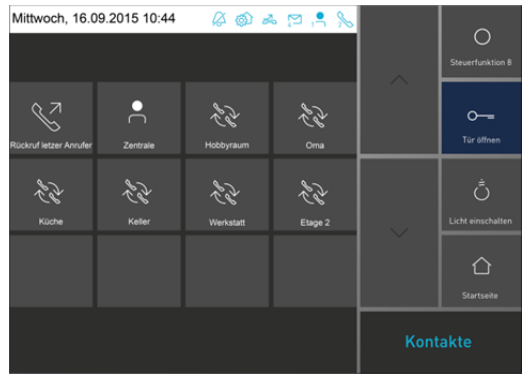 Mittwoch, 16.09.2015 10:44
Steuerfunktion 8
Rückruf letzer Anrufer
Zentrale
Hobbyraum
Oma
Tür öffnen
Küche
Keller
Werkstatt
Etage 2
Licht einschalten
Startseite
Kontakte